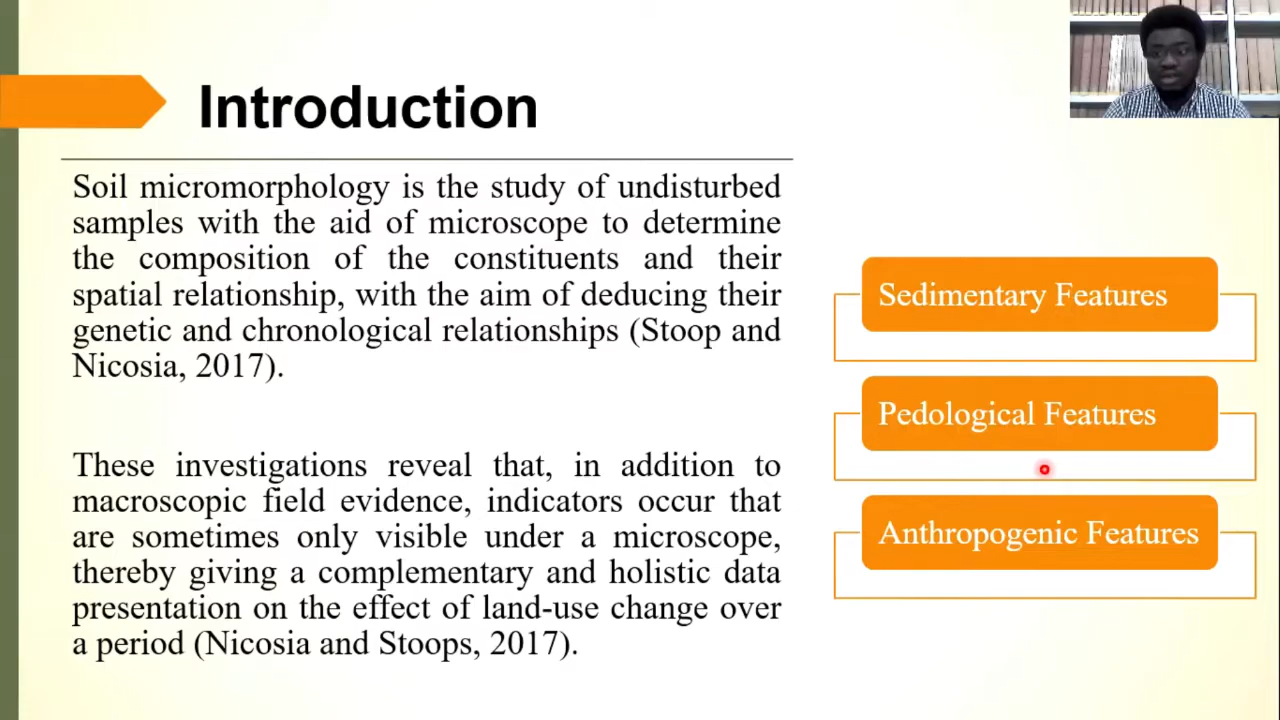 Introduction
Soil micromorphology is the study of undisturbed
samples with the aid of microscope to determine
the composition of the constituents and their
spatial relationship, with the aim of deducing their
genetic and chronological relationships (Stoop and
Nicosia, 2017).
These investigations reveal that, in addition to
macroscopic field evidence, indicators occur that
are sometimes only visible under a microscope,
thereby giving a complementary and holistic data
presentation on the effect of land-use change over
a period (Nicosia and Stoops, 2017).
Sedimentary Features
Pedological Features
Anthropogenic Features